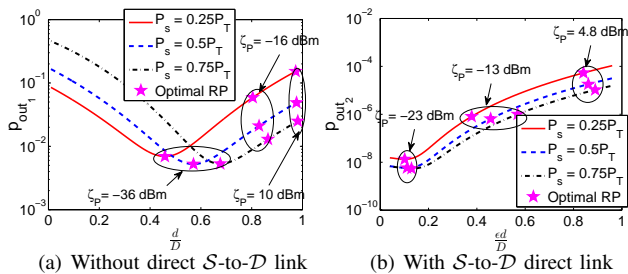 P_s = 0.25P_T
P_s = 0.5P_T
P_s = 0.75P_T
Optimal RP
ζ_P = −16 dBm
ζ_P = −36 dBm
ζ_P = 10 dBm
p_out_1
10^0
10^−1
10^−2
10^−3
0 0.2 0.4 0.6 0.8 1
d/D
(a) Without direct S-to-D link
ζ_P = 4.8 dBm
ζ_P = −13 dBm
ζ_P = −23 dBm
P_s = 0.25P_T
P_s = 0.5P_T
P_s = 0.75P_T
Optimal RP
p_out_2
10^−2
10^−4
10^−6
10^−8
10^−10
0 0.2 0.4 0.6 0.8 1
ϵd/D
(b) With S-to-D link